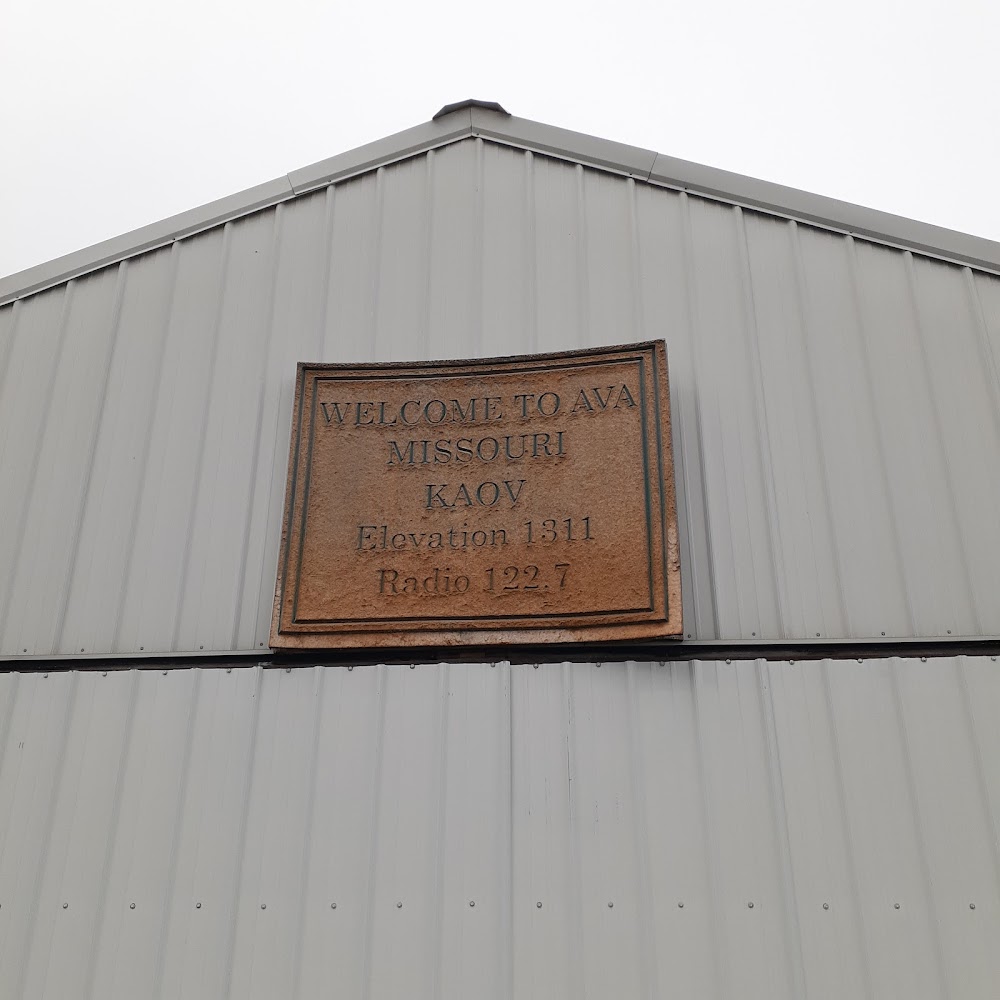 WELCOME TO AVA
MISSOURI
KAOV
Elevation 1311
Radio 122.7